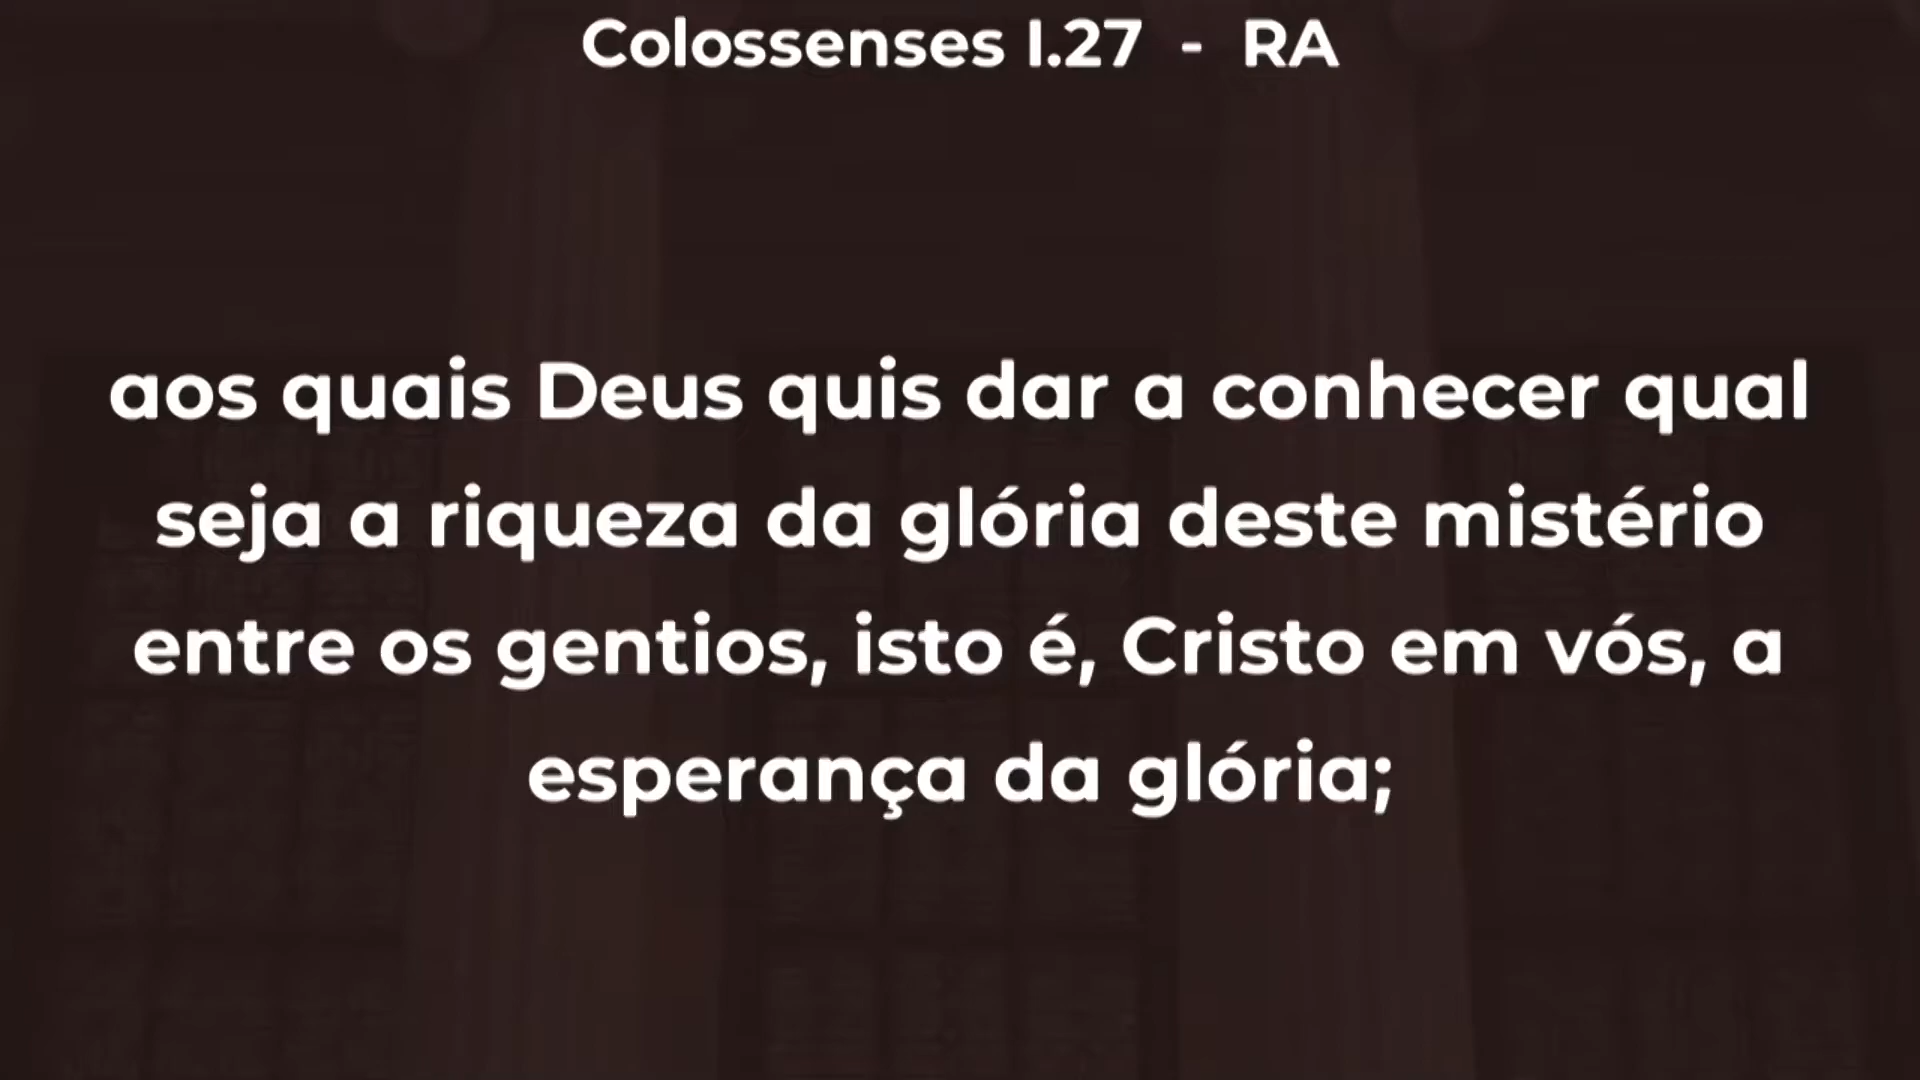 Colossenses I.27 - RA
aos quais Deus quis dar a conhecer qual
seja a riqueza da glória deste mistério
entre os gentios, isto é, Cristo em vós, a
esperança da glória;